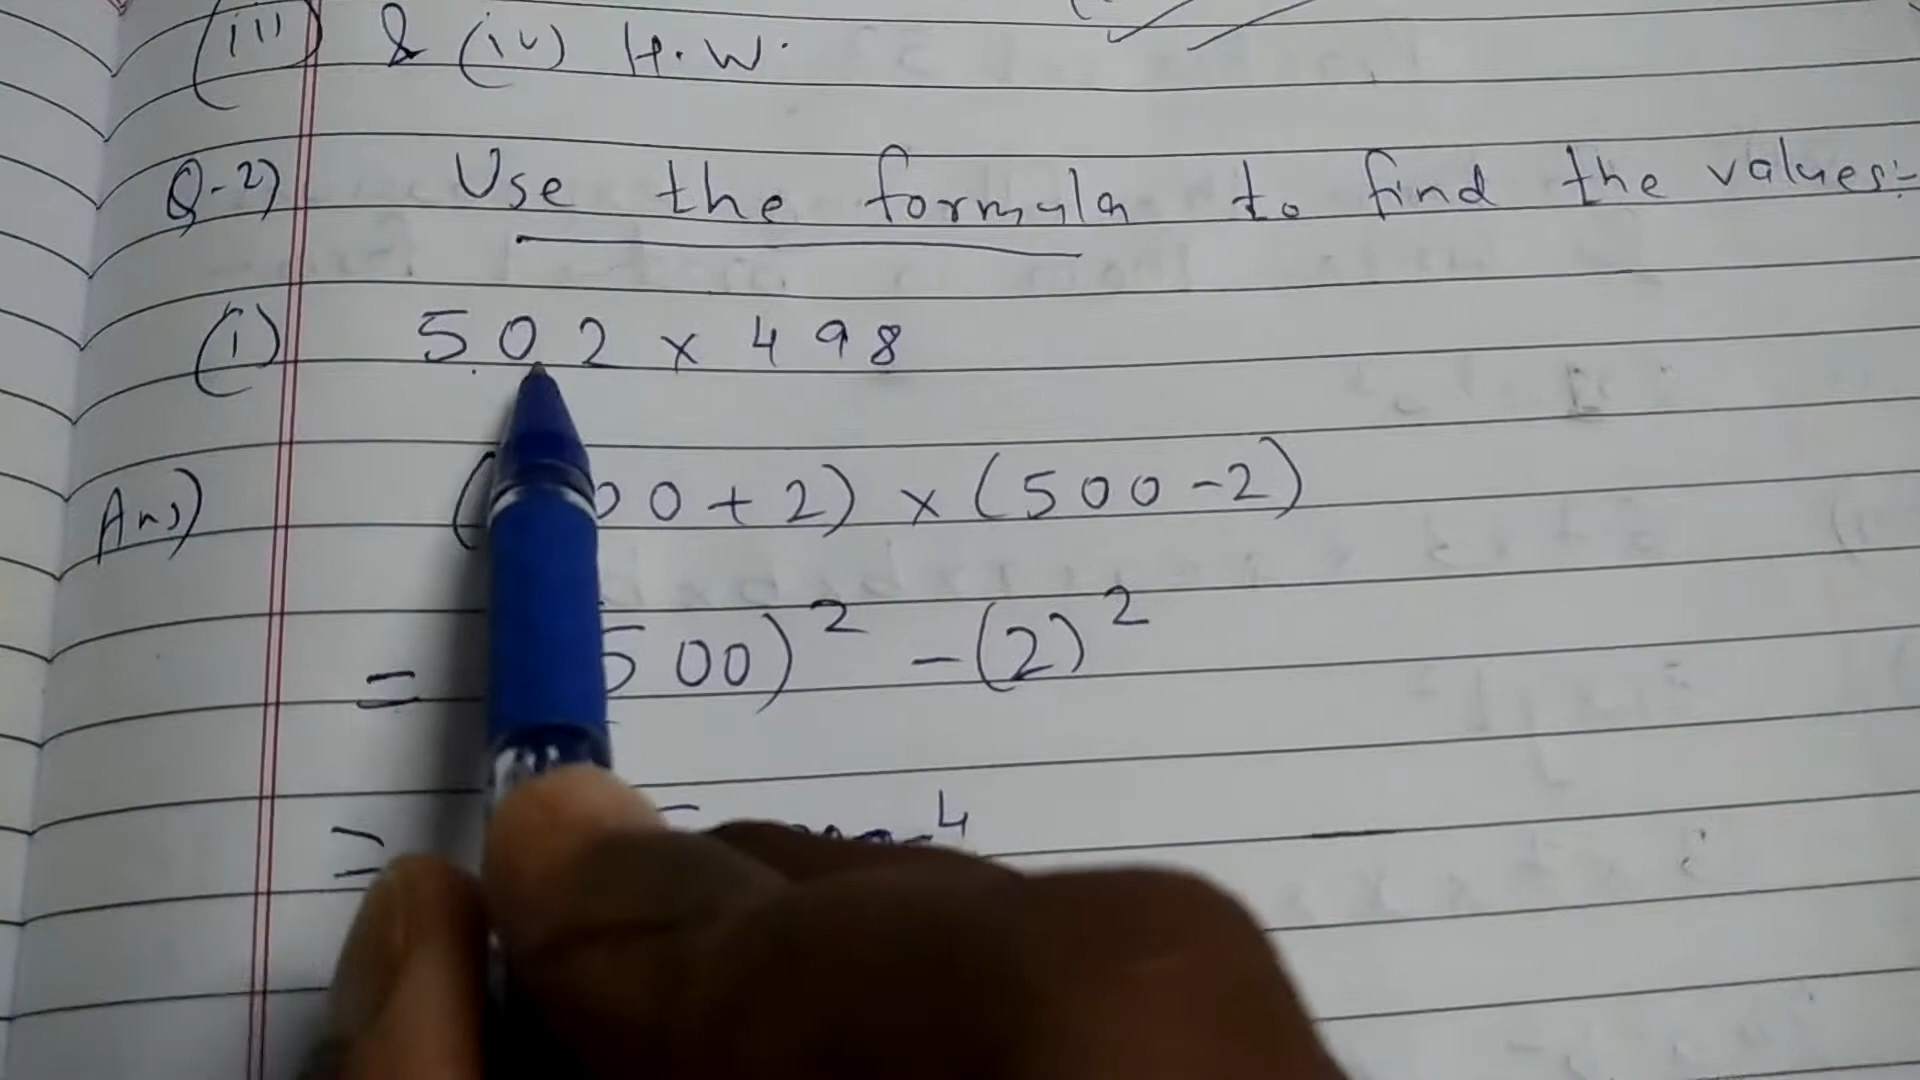 (iii) & (iv) H.W.
Q-2) Use the formula to find the values:-
(i) 502 x 498
Ans) ( 00+2) x (500-2)
= 500)² -(2)²
= -4